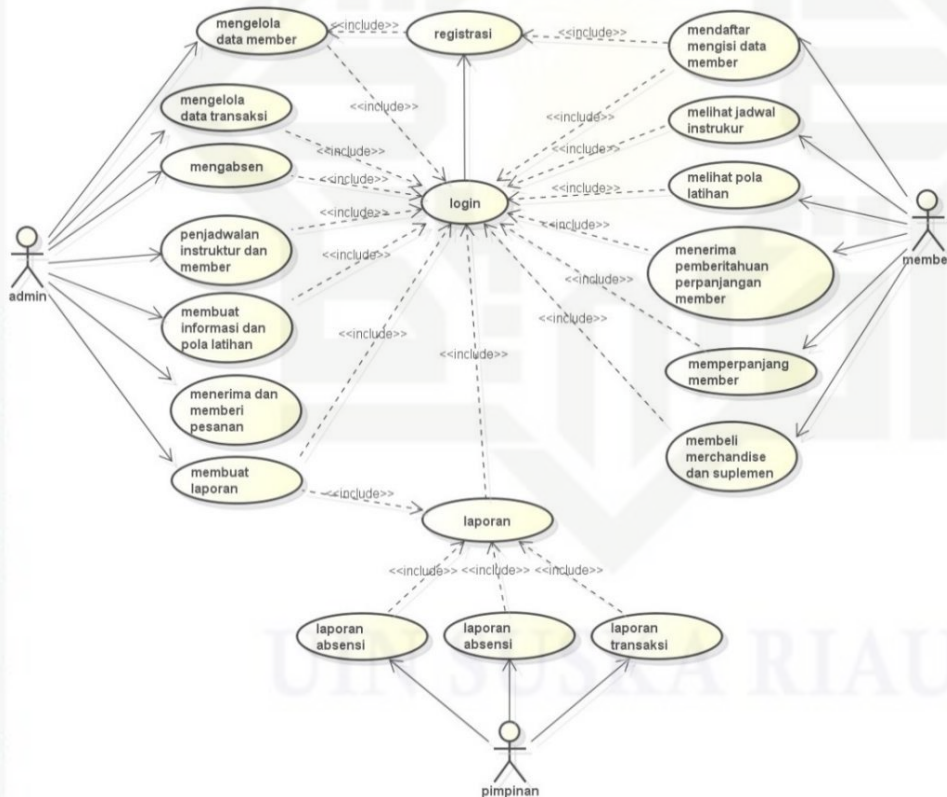 mengelola
data member
<<include>>
registrasi
<<include>>
mendaftar
mengisi data
member
mengelola
data transaksi
<<include>>
<<include>>
melihat jadwal
instrukur
mengabsen
<<include>>
<<include>>
<<include>>
<<include>>
melihat pola
latihan
login
penjadwalan
instruktur dan
member
<<include>>
<<include>>
menerima
pemberitahuan
perpanjangan
member
admin
membe
<<include>>
<<include>>
membuat
informasi dan
pola latihan
<<include>>
<<include>>
<<include>>
memperpanjang
member
menerima dan
memberi
pesanan
membeli
merchandise
dan suplemen
membuat
laporan
<<include>>
laporan
<<include>>
<<include>>
<<include>>
laporan
absensi
laporan
absensi
laporan
transaksi
UIN SUSKA RIAU
pimpinan